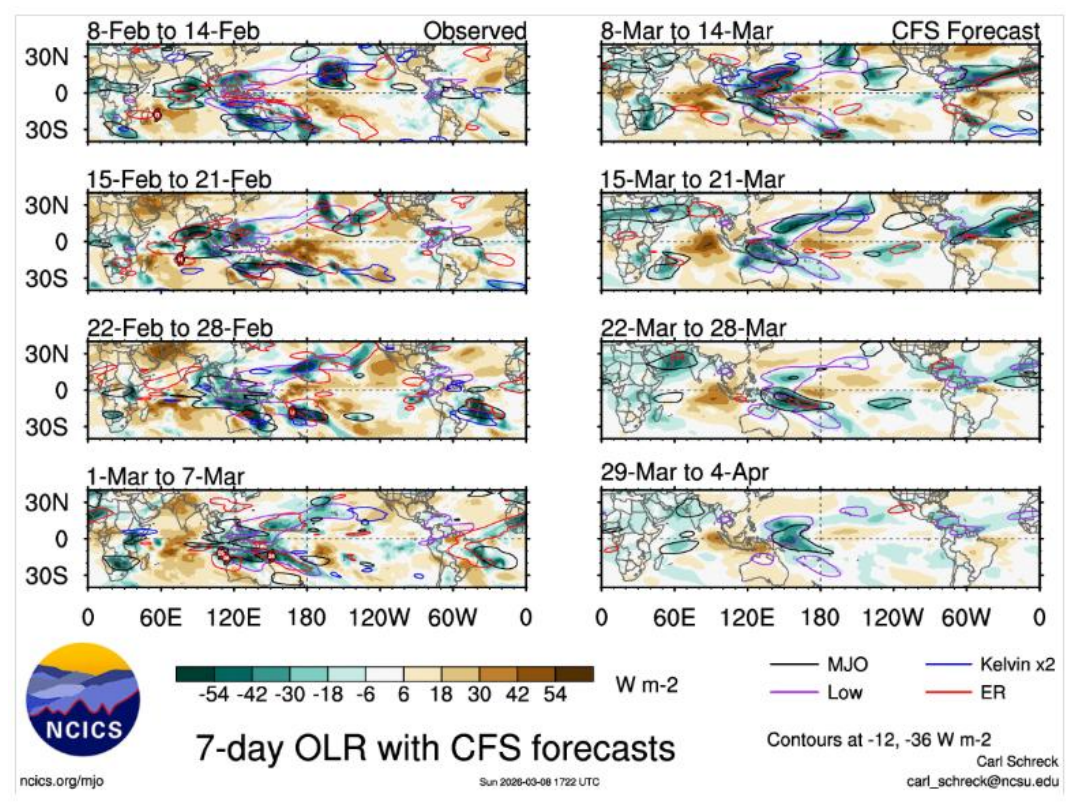 8-Feb to 14-Feb Observed
30N
0
30S
15-Feb to 21-Feb
30N
0
30S
22-Feb to 28-Feb
30N
0
30S
1-Mar to 7-Mar
30N
0
30S
0 60E 120E 180 120W 60W 0
8-Mar to 14-Mar CFS Forecast
15-Mar to 21-Mar
22-Mar to 28-Mar
29-Mar to 4-Apr
0 60E 120E 180 120W 60W 0
-54 -42 -30 -18 -6 6 18 30 42 54 W m-2
MJO Kelvin x2
Low ER
NCICS
7-day OLR with CFS forecasts
Contours at -12, -36 W m-2
Carl Schreck
ncics.org/mjo Sun 2026-03-08 1722 UTC carl_schreck@ncsu.edu